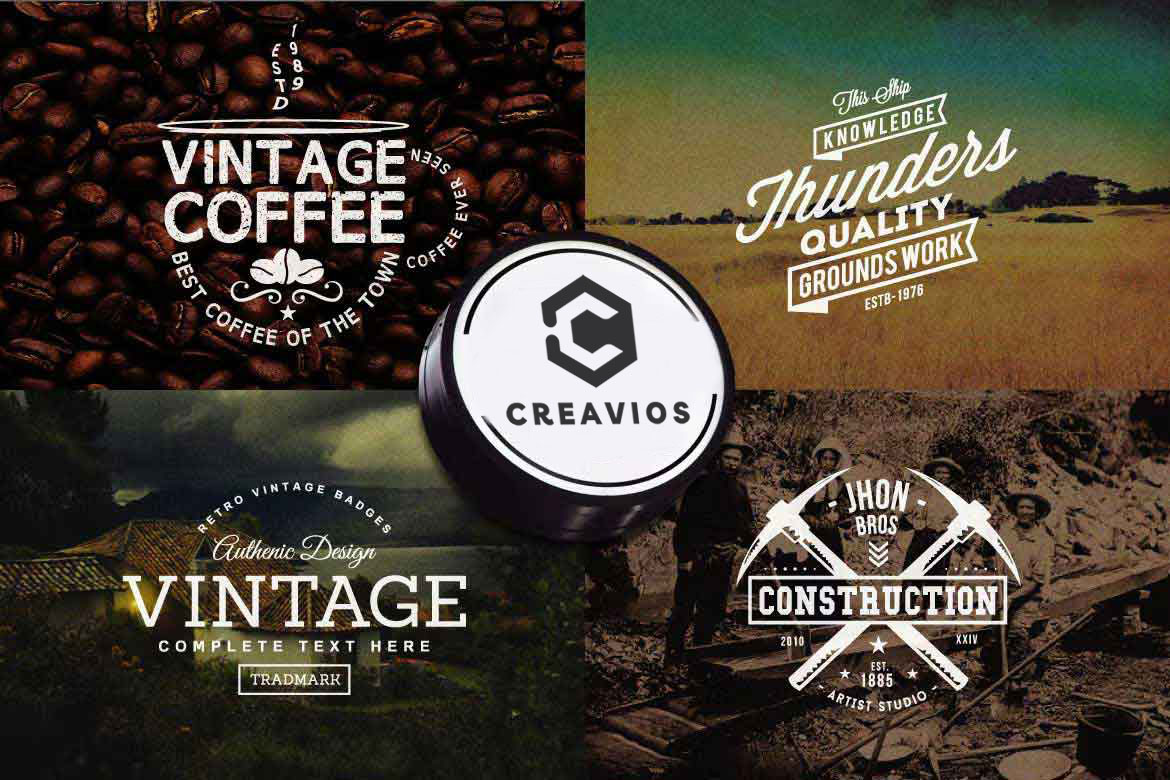 ESTD
1989
VINTAGE
COFFEE
BEST COFFEE OF THE TOWN
COFFEE EVER SEEN
This Ship
KNOWLEDGE
Thunders
QUALITY
GROUNDS WORK
ESTB-1976
CREAVIOS
RETRO VINTAGE BADGES
Authenic Design
VINTAGE
COMPLETE TEXT HERE
TRADMARK
- JHON -
BROS
CONSTRUCTION
2010
XXIV
EST.
1885
- ARTIST STUDIO -